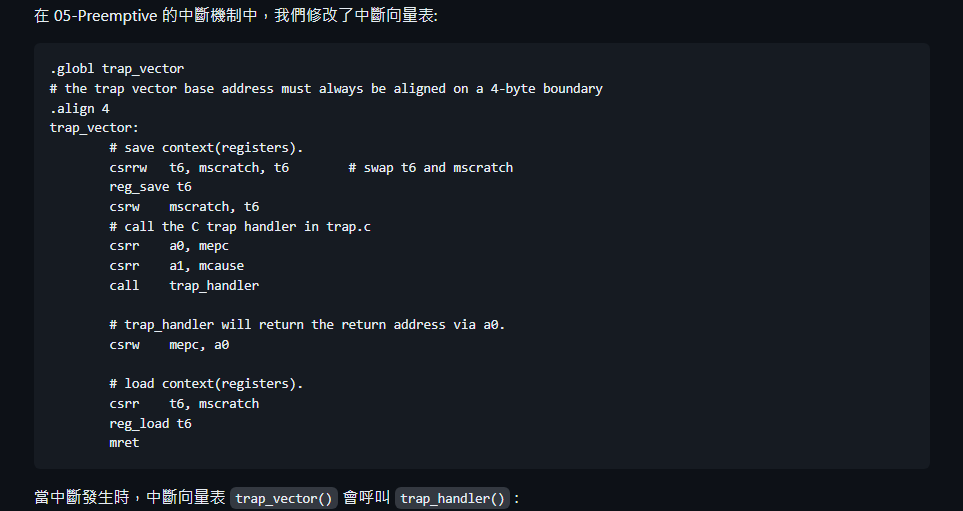 在 05-Preemptive 的中斷機制中，我們修改了中斷向量表:
.globl trap_vector
# the trap vector base address must always be aligned on a 4-byte boundary
.align 4
trap_vector:
        # save context(registers).
        csrrw   t6, mscratch, t6        # swap t6 and mscratch
        reg_save t6
        csrw    mscratch, t6
        # call the C trap handler in trap.c
        csrr    a0, mepc
        csrr    a1, mcause
        call    trap_handler

        # trap_handler will return the return address via a0.
        csrw    mepc, a0

        # load context(registers).
        csrr    t6, mscratch
        reg_load t6
        mret
當中斷發生時，中斷向量表 trap_vector() 會呼叫 trap_handler() :